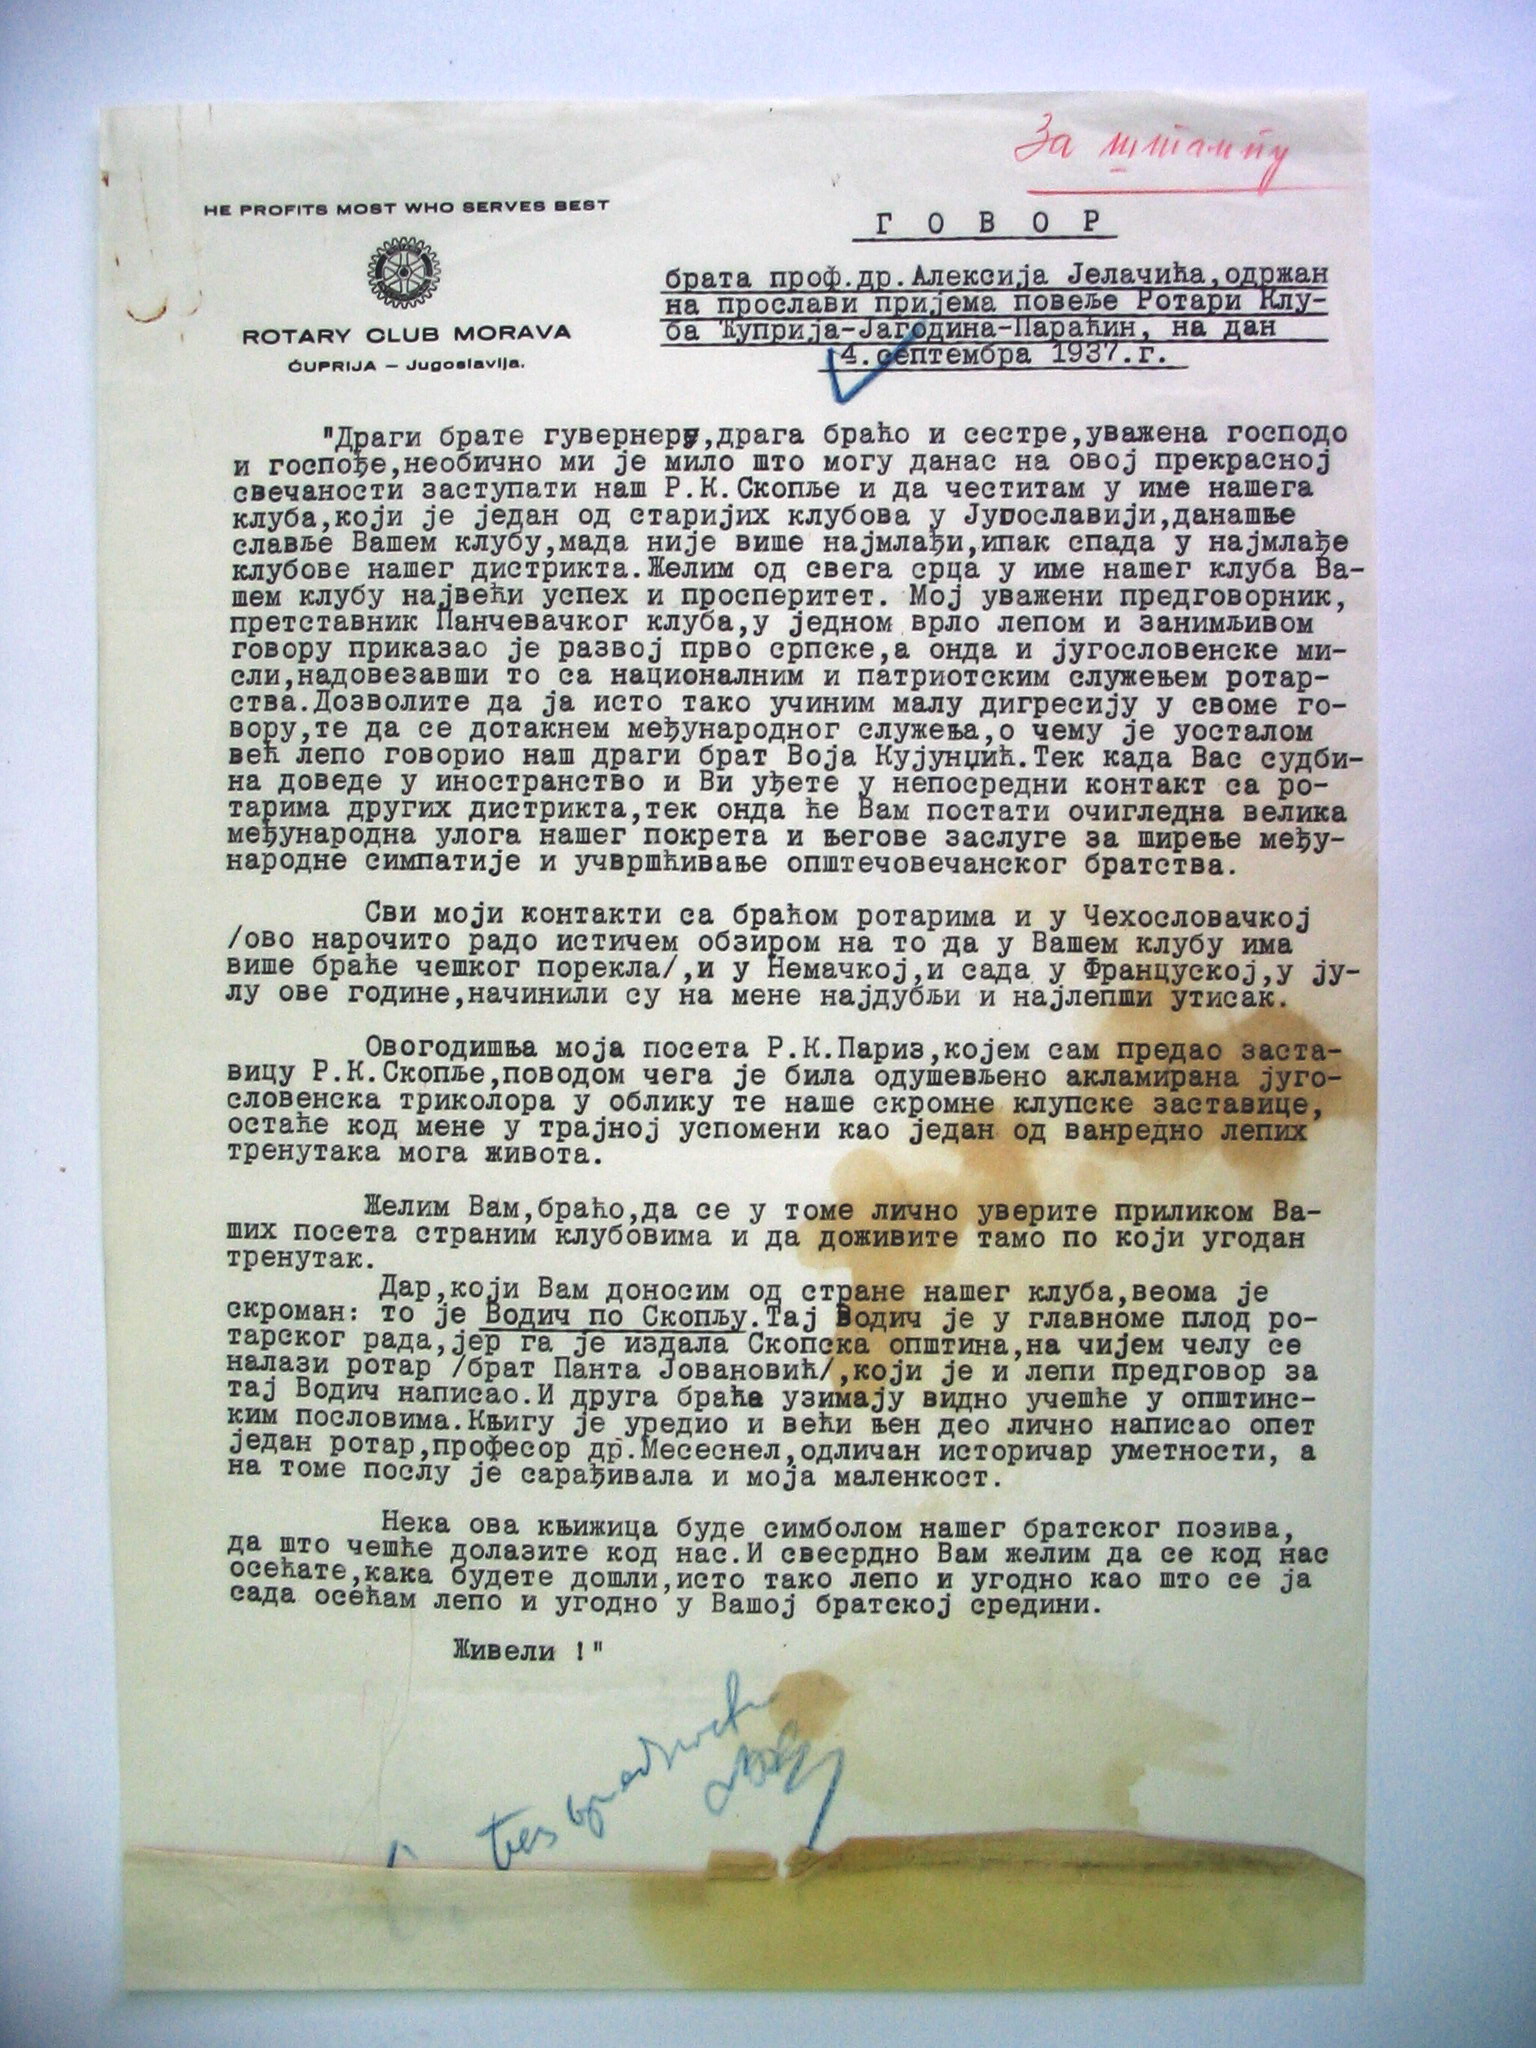 За штампу
HE PROFITS MOST WHO SERVES BEST
ROTARY CLUB MORAVA
ĆUPRIJA — Jugoslavija.
Г О В О Р
брата проф.др.Алексија Јелачића,одржан
на прослави пријема повеље Ротари Клу-
ба Ћуприја-Јагодина-Параћин, на дан
4.септембра 1937.г.
"Драги брате гувернеру,драга браћо и сестре,уважена господо
и госпође,необично ми је мило што могу данас на овој прекрасној
свечаности заступати наш Р.К.Скопље и да честитам у име нашега
клуба,који је један од старијих клубова у Југославији,данашње
славље Вашем клубу,мада није више најмлађи,ипак спада у најмлађе
клубове нашег дистрикта.Желим од свега срца у име нашег клуба Ва-
шем клубу највећи успех и просперитет. Мој уважени предговорник,
претставник Панчевачког клуба,у једном врло лепом и занимљивом
говору приказао је развој прво српске,а онда и југословенске ми-
сли,надовезавши то са националним и патриотским служењем ротар-
ства.Дозволите да ја исто тако учиним малу дигресију у своме го-
вору,те да се дотакнем међународног служења,о чему је уосталом
већ лепо говорио наш драги брат Воја Кујунџић.Тек када Вас судби-
на доведе у иностранство и Ви уђете у непосредни контакт са ро-
тарима других дистрикта,тек онда ће Вам постати очигледна велика
међународна улога нашег покрета и његове заслуге за ширење међу-
народне симпатије и учвршћивање општечовечанског братства.
Сви моји контакти са браћом ротарима и у Чехословачкој
/ово нарочито радо истичем обзиром на то да у Вашем клубу има
више браће чешког порекла/,и у Немачкој,и сада у Француској,у ју-
лу ове године,начинили су на мене најдубљи и најлепши утисак.
Овогодишња моја посета Р.К.Париз,којем сам предао заста-
вицу Р.К.Скопље,поводом чега је била одушевљено акламирана југо-
словенска триколора у облику те наше скромне клупске заставице,
остаће код мене у трајној успомени као један од ванредно лепих
тренутака мога живота.
Желим Вам,браћо,да се у томе лично уверите приликом Ва-
ших посета страним клубовима и да доживите тамо по који угодан
тренутак.
Дар,који Вам доносим од стране нашег клуба,веома је
скроман: то је Водич по Скопљу.Тај Водич је у главноме плод ро-
тарског рада,јер га је издала Скопска општина,на чијем челу се
налази ротар /брат Панта Јовановић/,који је и лепи предговор за
тај Водич написао.И друга браћа узимају видно учешће у општинс-
ким пословима.Књигу је уредио и већи њен део лично написао опет
један ротар,професор др.Месеснел,одличан историчар уметности, а
на томе послу је сарађивала и моја маленкост.
Нека ова књижица буде симболом нашег братског позива,
да што чешће долазите код нас.И свесрдно Вам желим да се код нас
осећате,кака будете дошли,исто тако лепо и угодно као што се ја
сада осећам лепо и угодно у Вашој братској средини.
Живели !"